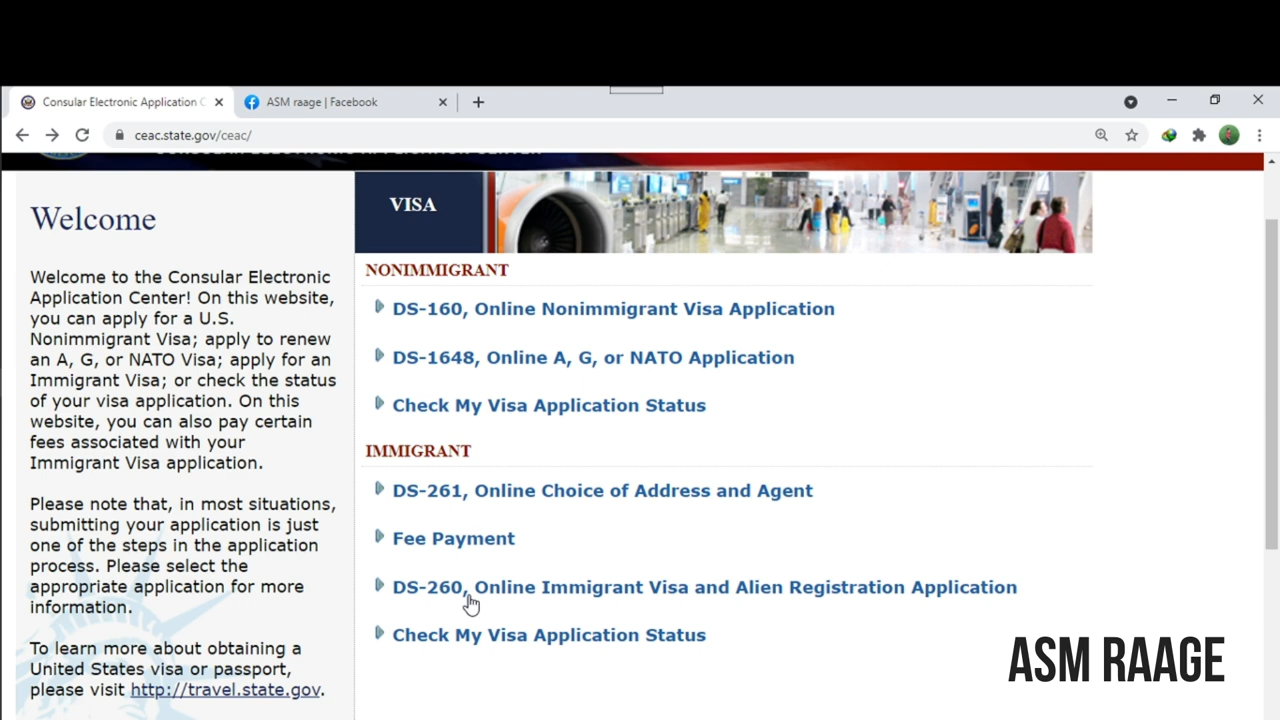 Consular Electronic Application C
ASM raage | Facebook
ceac.state.gov/ceac/
CONSULAR ELECTRONIC APPLICATION CENTER
Welcome
Welcome to the Consular Electronic
Application Center! On this website,
you can apply for a U.S.
Nonimmigrant Visa; apply to renew
an A, G, or NATO Visa; apply for an
Immigrant Visa; or check the status
of your visa application. On this
website, you can also pay certain
fees associated with your
Immigrant Visa application.
Please note that, in most situations,
submitting your application is just
one of the steps in the application
process. Please select the
appropriate application for more
information.
To learn more about obtaining a
United States visa or passport,
please visit http://travel.state.gov.
VISA
NONIMMIGRANT
DS-160, Online Nonimmigrant Visa Application
DS-1648, Online A, G, or NATO Application
Check My Visa Application Status
IMMIGRANT
DS-261, Online Choice of Address and Agent
Fee Payment
DS-260, Online Immigrant Visa and Alien Registration Application
Check My Visa Application Status
ASM RAAGE